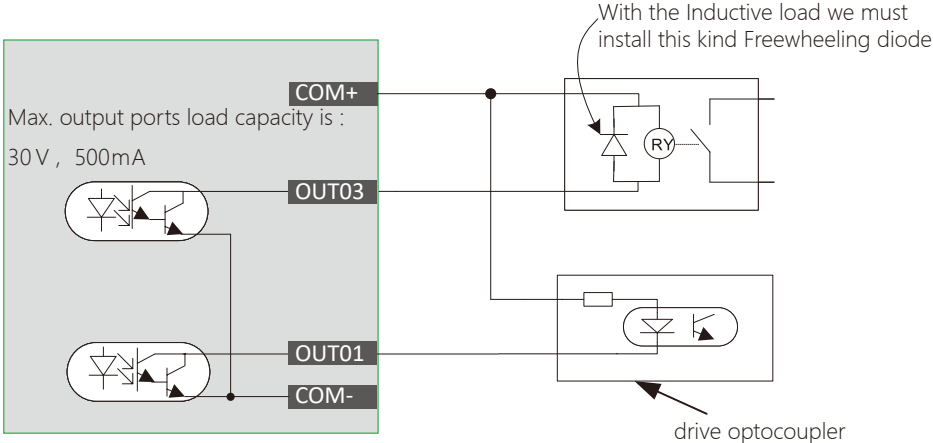 With the Inductive load we must
install this kind Freewheeling diode
COM+
Max. output ports load capacity is :
30V , 500mA
RY
OUT03
OUT01
COM-
drive optocoupler